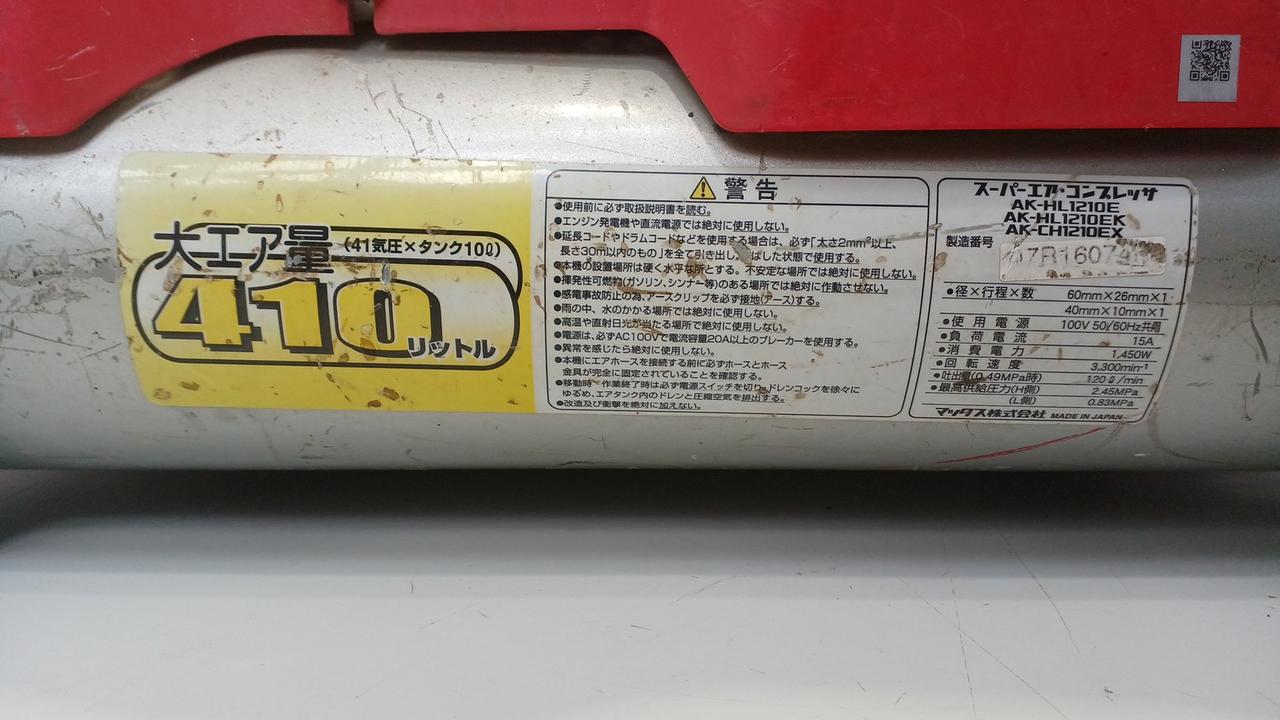 大エア量(41気圧×タンク10ℓ)
410リットル
警告
●使用前に必ず取扱説明書を読む。
●エンジン発電機や直流電源では絶対に使用しない。
●延長コードやドラムコードなどを使用する場合は、必ず「太さ2mm²以上、
長さ30m以内のもの」を全て引き出し、ばした状態で使用する。
●本機の設置場所は硬く水平な所とする。不安定な場所では絶対に使用しない。
●揮発性可燃物(ガソリン、シンナー等)のある場所では絶対に作動させない。
●感電事故防止の為、アースクリップを必ず接地(アース)する。
●雨の中、水のかかる場所では絶対に使用しない。
●高温や直射日光が当たる場所では絶対に使用しない。
●電源は、必ずAC100Vで電流容量20A以上のブレーカーを使用する。
●異常を感じたら絶対に使用しない。
●本機にエアホースを接続する前に必ずホースとホース
金具が完全に固定されていることを確認する。
●移動時・作業終了時は必ず電源スイッチを切り、ドレンコックを徐々に
ゆるめ、エアタンク内のドレンと圧縮空気を排出する。
●改造及び衝撃を絶対に加えない。
スーパーエア・コンプレッサ
AK-HL1210E
AK-HL1210EK
AK-CH1210EX
製造番号
●径×行程×数 60mm×26mm×1
40mm×10mm×1
●使用電源 100V 50/60Hz共用
●負荷電流 15A
●消費電力 1,450W
●回転速度 3,300min⁻¹
●吐出量(0.49MPa時) 120ℓ/min
●最高供給圧力(H側) 2.45MPa
(L側) 0.83MPa
マックス株式会社 MADE IN JAPAN